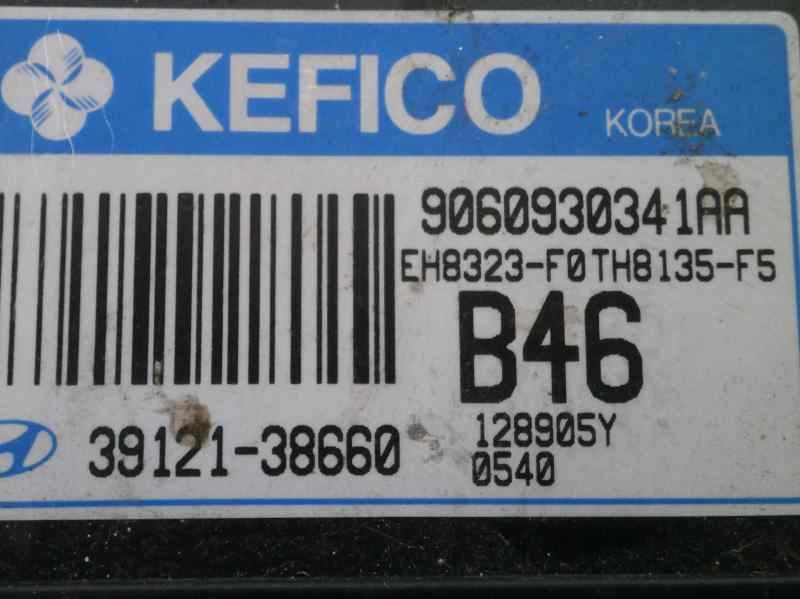 KEFICO KOREA
9060930341AA
EH8323-F0TH8135-F5
B46
39121-38660
128905Y
0540